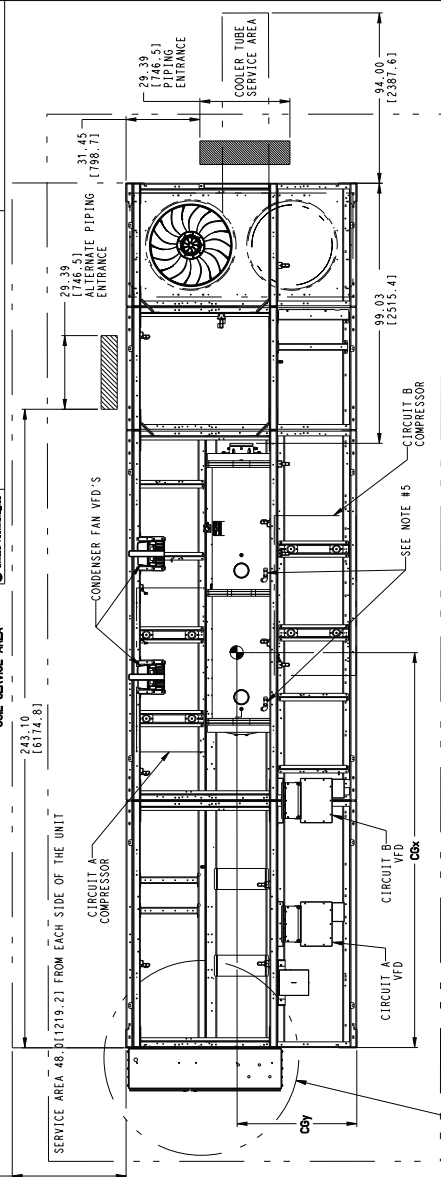 COIL SERVICE AREA
243.10
[6174.8]
29.39
[746.5]
ALTERNATE PIPING
ENTRANCE
31.45
[798.7]
29.39
[746.5]
PIPING
ENTRANCE
COOLER TUBE
SERVICE AREA
94.00
[2387.6]
99.03
[2515.4]
SERVICE AREA 48.0[1219.2] FROM EACH SIDE OF THE UNIT
CIRCUIT A
COMPRESSOR
CONDENSER FAN VFD'S
CIRCUIT B
COMPRESSOR
SEE NOTE #5
CIRCUIT A
VFD
CIRCUIT B
VFD
CGx
CGy